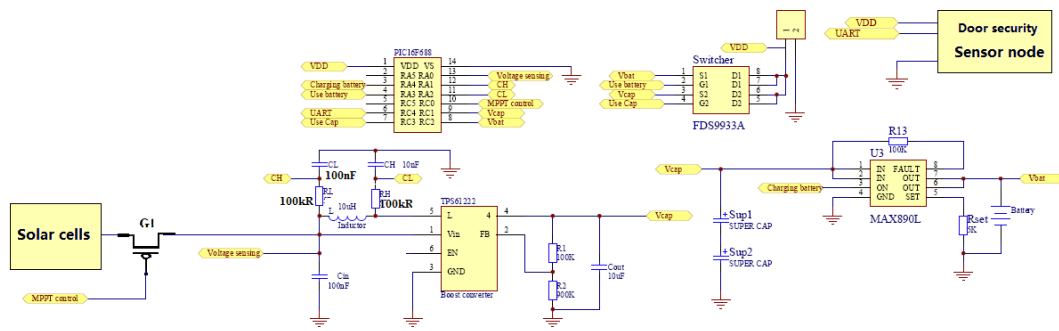 PIC16F688
VDD
Charging battery
Use battery
UART
Use Cap
1
2
3
4
5
6
7
VDD VS
RA5 RA0
RA4 RA1
RA3 RA2
RC5 RC0
RC4 RC1
RC3 RC2
14
13
12
11
10
9
8
Voltage sensing
CH
CL
MPPT control
Vcap
Vbat
1
2
VDD
Switcher
Vbat
Use battery
Vcap
Use Cap
1
2
3
4
S1 D1
G1 D1
S2 D2
G2 D2
8
7
6
5
FDS9933A
VDD
UART
Door security
Sensor node
CL
100nF
CH 10nF
CH
CL
RL
100kR
RH
100kR
10uH
L
Inductor
TPS61222
5
1
6
3
L 4
Vin FB
EN
GND
4
2
Boost converter
Vcap
R1
100K
R2
900K
Cout
10uF
Solar cells
G1
MPPT control
Voltage sensing
Cin
100nF
Vcap
Sup1
SUPER CAP
Sup2
SUPER CAP
Charging battery
R13
100K
U3
1
2
3
4
IN FAULT
IN OUT
ON OUT
GND SET
8
7
6
5
MAX890L
Vbat
Rset
5K
Battery